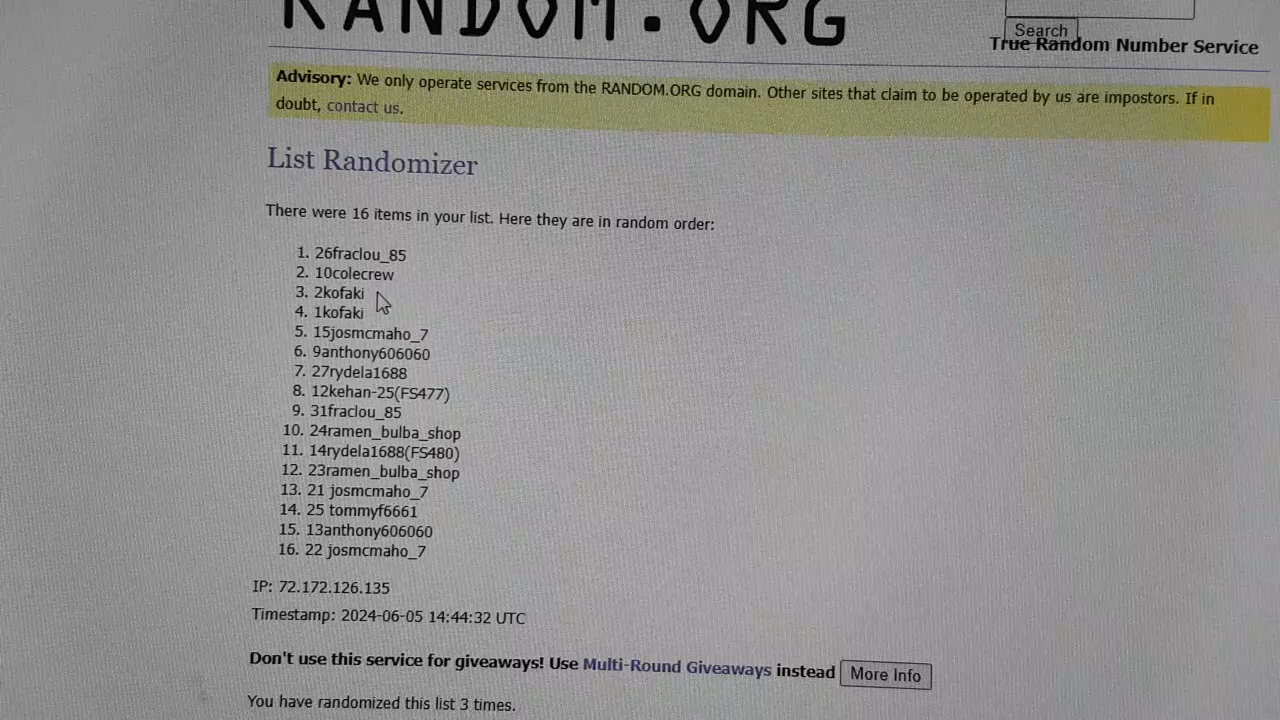 RANDOM.ORG
Search
True Random Number Service
Advisory: We only operate services from the RANDOM.ORG domain. Other sites that claim to be operated by us are impostors. If in
doubt, contact us.
List Randomizer
There were 16 items in your list. Here they are in random order:
1. 26fraclou_85
2. 10colecrew
3. 2kofaki
4. 1kofaki
5. 15josmcmaho_7
6. 9anthony606060
7. 27rydela1688
8. 12kehan-25(FS477)
9. 31fraclou_85
10. 24ramen_bulba_shop
11. 14rydela1688(FS480)
12. 23ramen_bulba_shop
13. 21 josmcmaho_7
14. 25 tommyf6661
15. 13anthony606060
16. 22 josmcmaho_7
IP: 72.172.126.135
Timestamp: 2024-06-05 14:44:32 UTC
Don't use this service for giveaways! Use Multi-Round Giveaways instead More Info
You have randomized this list 3 times.